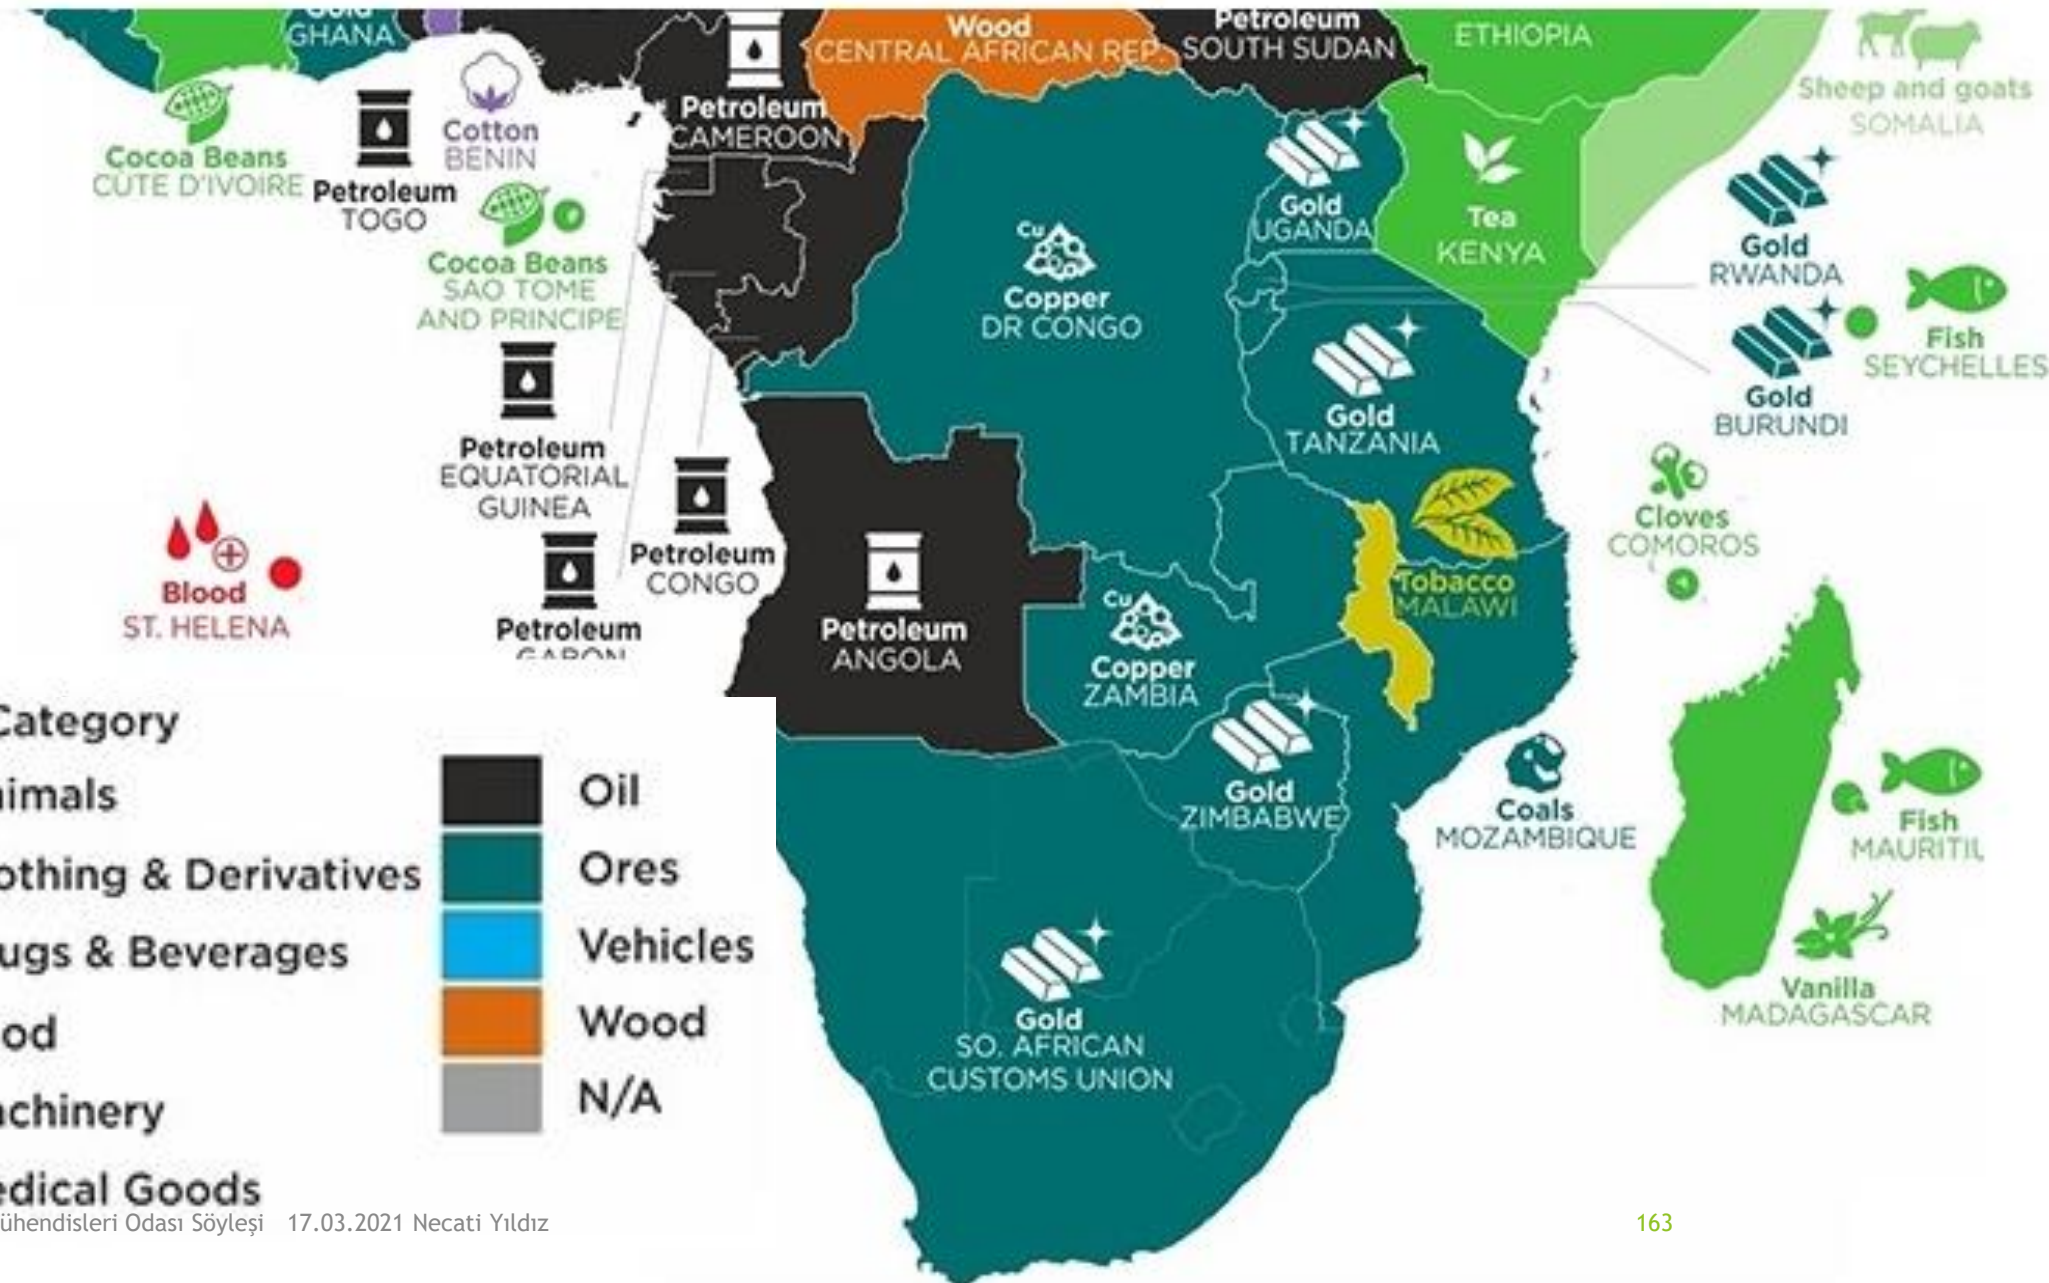 Gold
GHANA
Wood
CENTRAL AFRICAN REP.
Petroleum
SOUTH SUDAN
ETHIOPIA
Sheep and goats
SOMALIA
Cocoa Beans
CUTE D'IVOIRE
Petroleum
TOGO
Cotton
BENIN
Petroleum
CAMEROON
Cocoa Beans
SAO TOME
AND PRINCIPE
Cu
Copper
DR CONGO
Gold
UGANDA
Tea
KENYA
Gold
RWANDA
Fish
SEYCHELLES
Gold
BURUNDI
Gold
TANZANIA
Petroleum
EQUATORIAL
GUINEA
Petroleum
CONGO
Cloves
COMOROS
Blood
ST. HELENA
Petroleum
GABON
Petroleum
ANGOLA
Cu
Copper
ZAMBIA
Tobacco
MALAWI
Gold
ZIMBABWE
Coals
MOZAMBIQUE
Fish
MAURITIU
Vanilla
MADAGASCAR
Gold
SO. AFRICAN
CUSTOMS UNION
Category
nimals
othing & Derivatives
ugs & Beverages
od
achinery
edical Goods
Oil
Ores
Vehicles
Wood
N/A
ühendisleri Odası Söyleşi 17.03.2021 Necati Yıldız
163